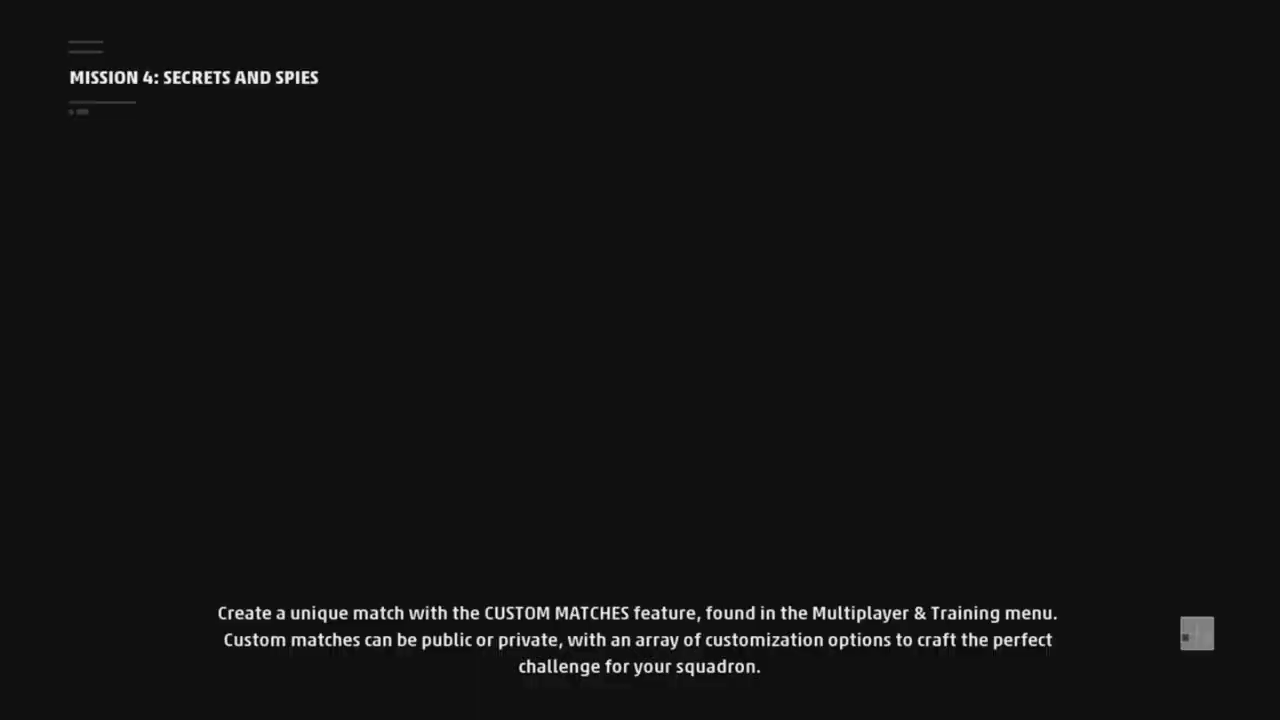 MISSION 4: SECRETS AND SPIES
Create a unique match with the CUSTOM MATCHES feature, found in the Multiplayer & Training menu.
Custom matches can be public or private, with an array of customization options to craft the perfect
challenge for your squadron.